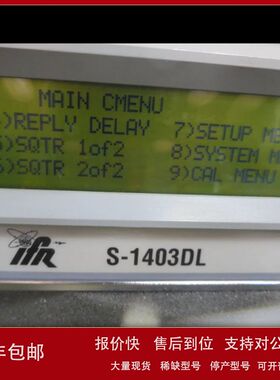 MAIN CMENU
)REPLY DELAY 7)SETUP ME
)SQTR 1of2 8)SYSTEM M
)SQTR 2of2 9)CAL MENU
IFR S-1403DL
包邮
报价快 售后到位 支持对公
大量现货 稀缺型号 停产型号